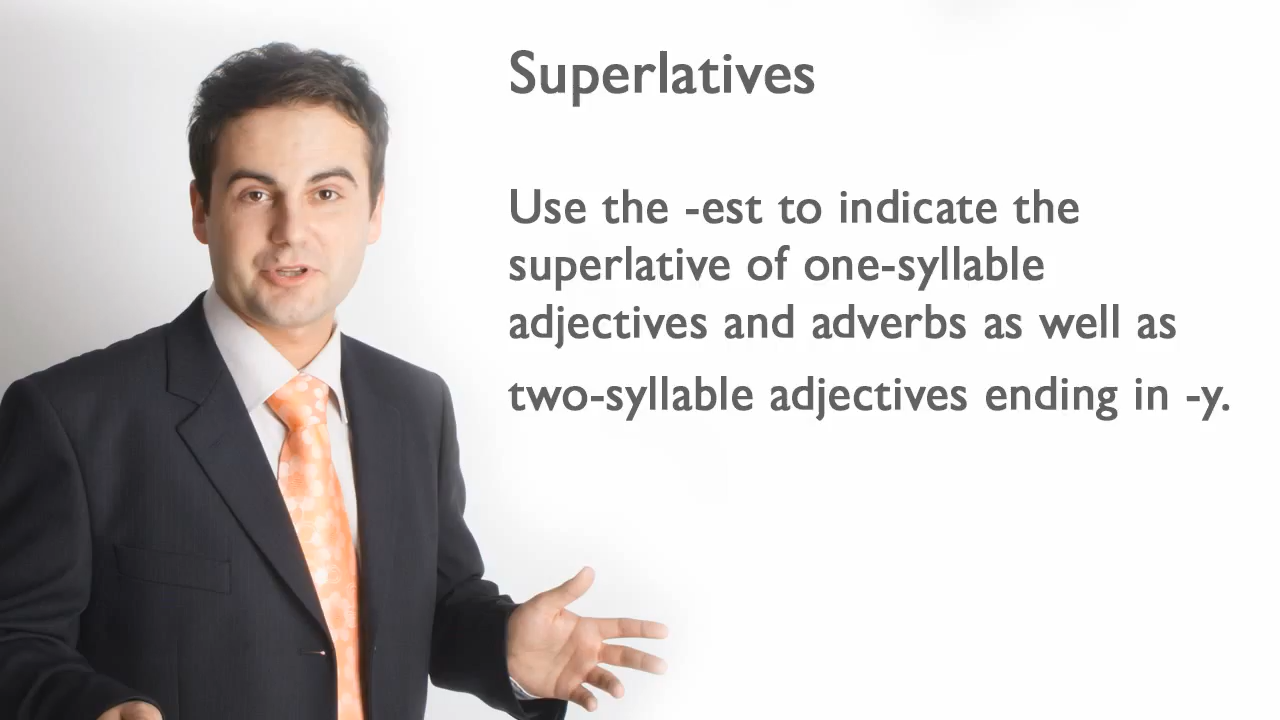 Superlatives
Use the -est to indicate the
superlative of one-syllable
adjectives and adverbs as well as
two-syllable adjectives ending in -y.